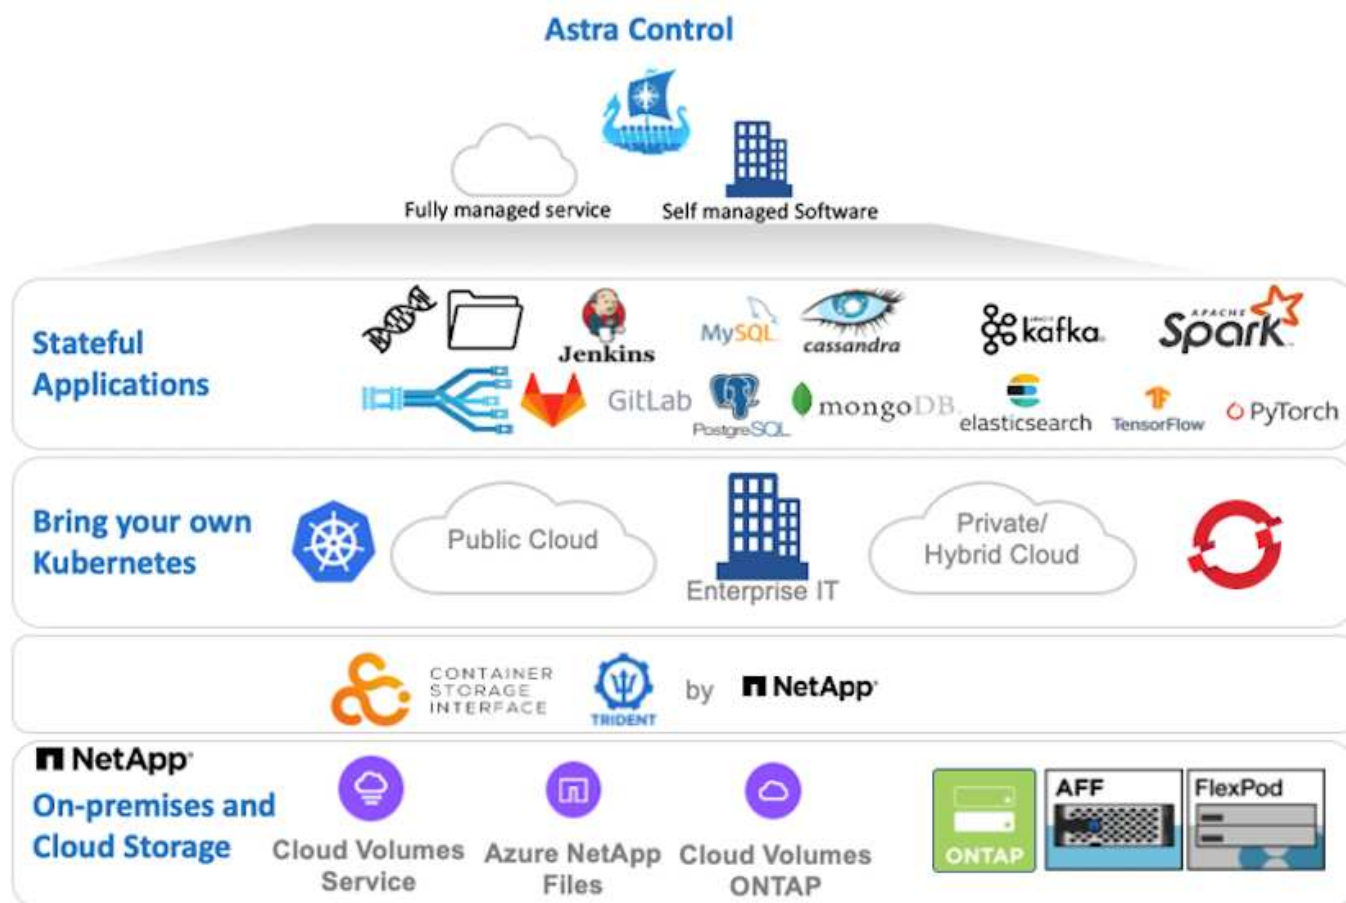 Astra Control
Fully managed service
Self managed Software
Stateful
Applications
Jenkins
MySQL
cassandra
kafka
APACHE
Spark
GitLab
PostgreSQL
mongoDB
elasticsearch
TensorFlow
PyTorch
Bring your own
Kubernetes
Public Cloud
Enterprise IT
Private/
Hybrid Cloud
CONTAINER
STORAGE
INTERFACE
TRIDENT
by
NetApp
NetApp
On-premises and
Cloud Storage
Cloud Volumes
Service
Azure NetApp
Files
Cloud Volumes
ONTAP
ONTAP
AFF
FlexPod